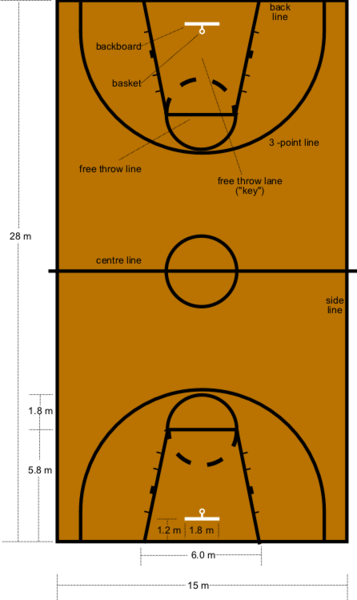 back
line
backboard
basket
3 -point line
free throw line
free throw lane
("key")
28 m
centre line
side
line
1.8 m
5.8 m
1.2 m
1.8 m
6.0 m
15 m